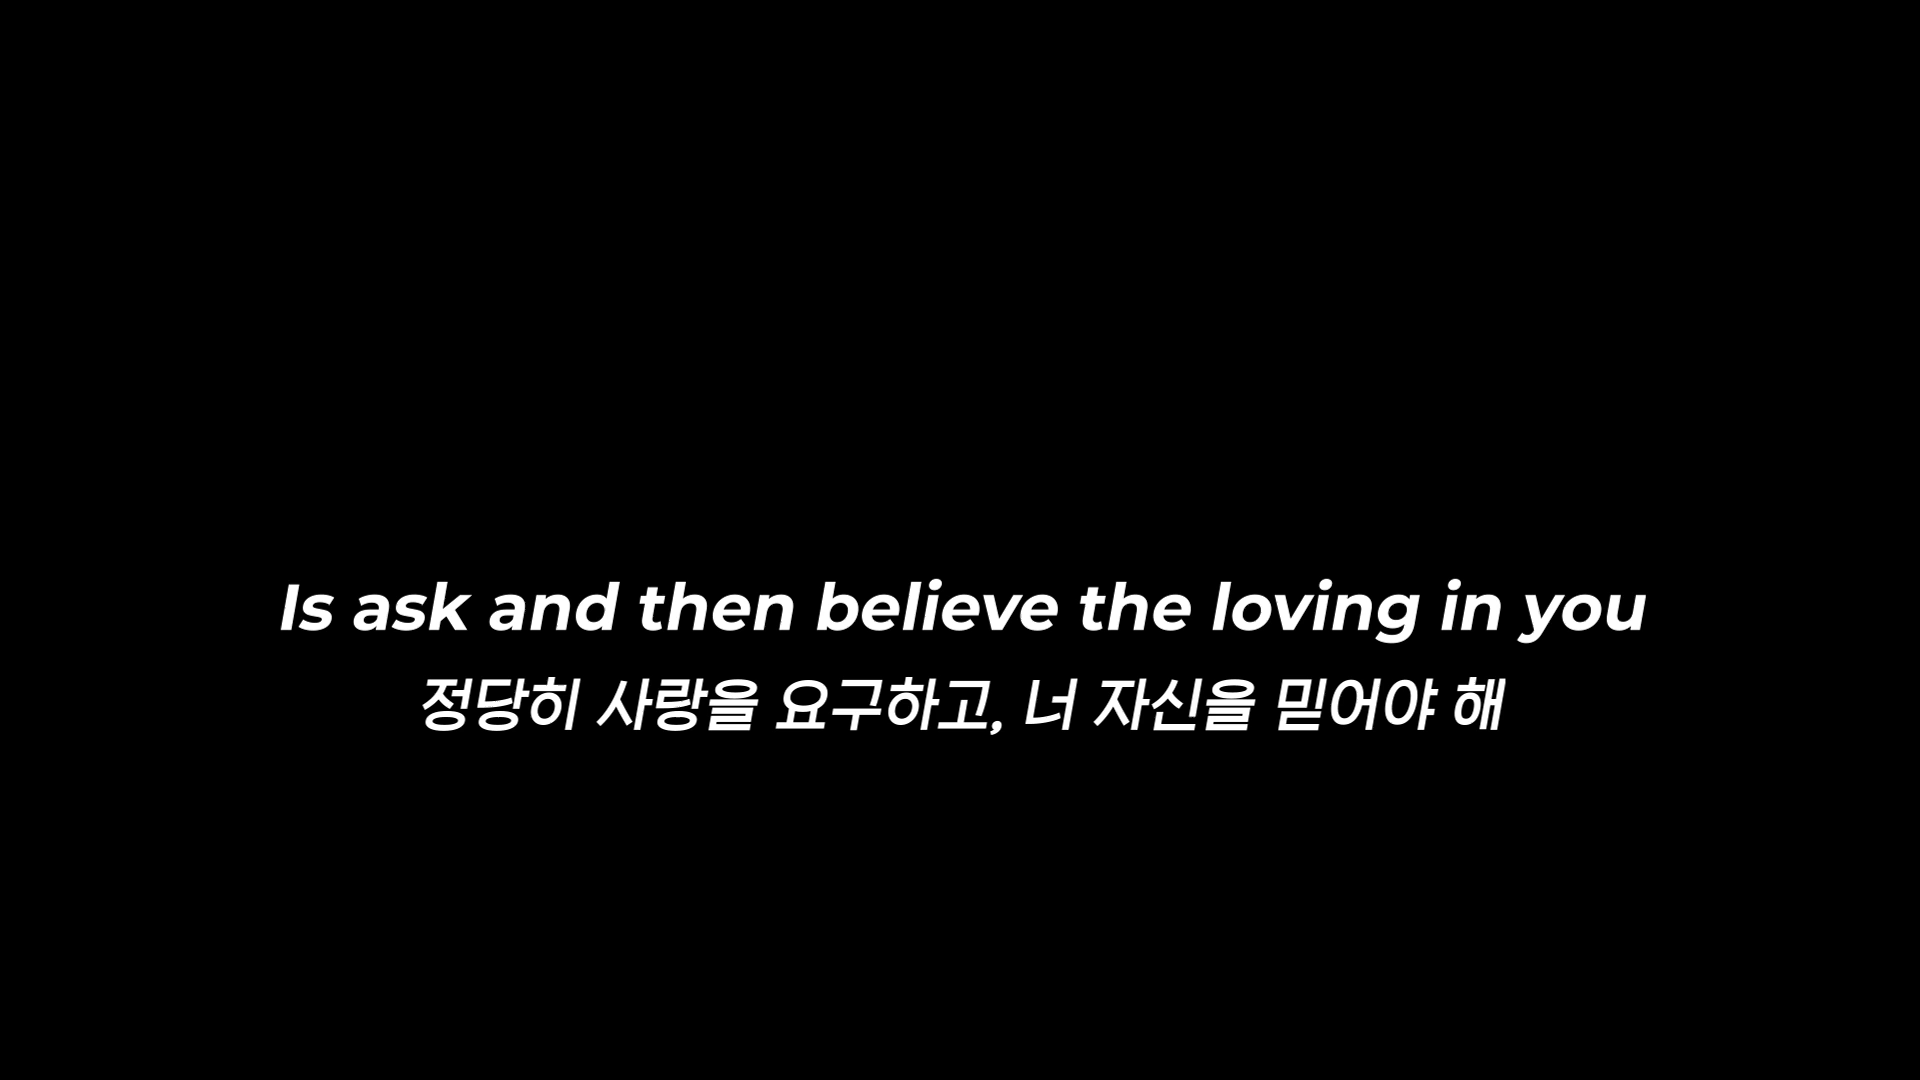 Is ask and then believe the loving in you
정당히 사랑을 요구하고, 너 자신을 믿어야 해